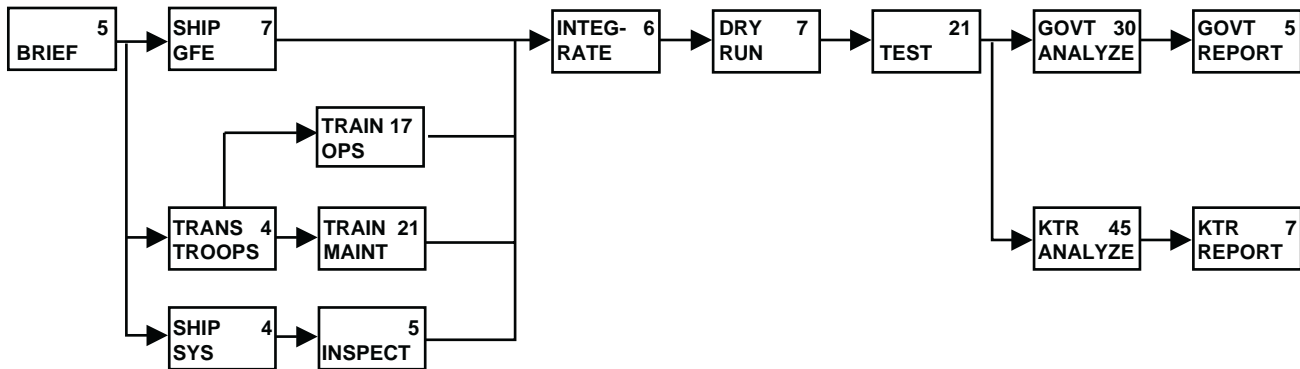 5
BRIEF
SHIP 7
GFE
INTEG- 6
RATE
DRY 7
RUN
21
TEST
GOVT 30
ANALYZE
GOVT 5
REPORT
TRAIN 17
OPS
TRANS 4
TROOPS
TRAIN 21
MAINT
KTR 45
ANALYZE
KTR 7
REPORT
SHIP 4
SYS
5
INSPECT